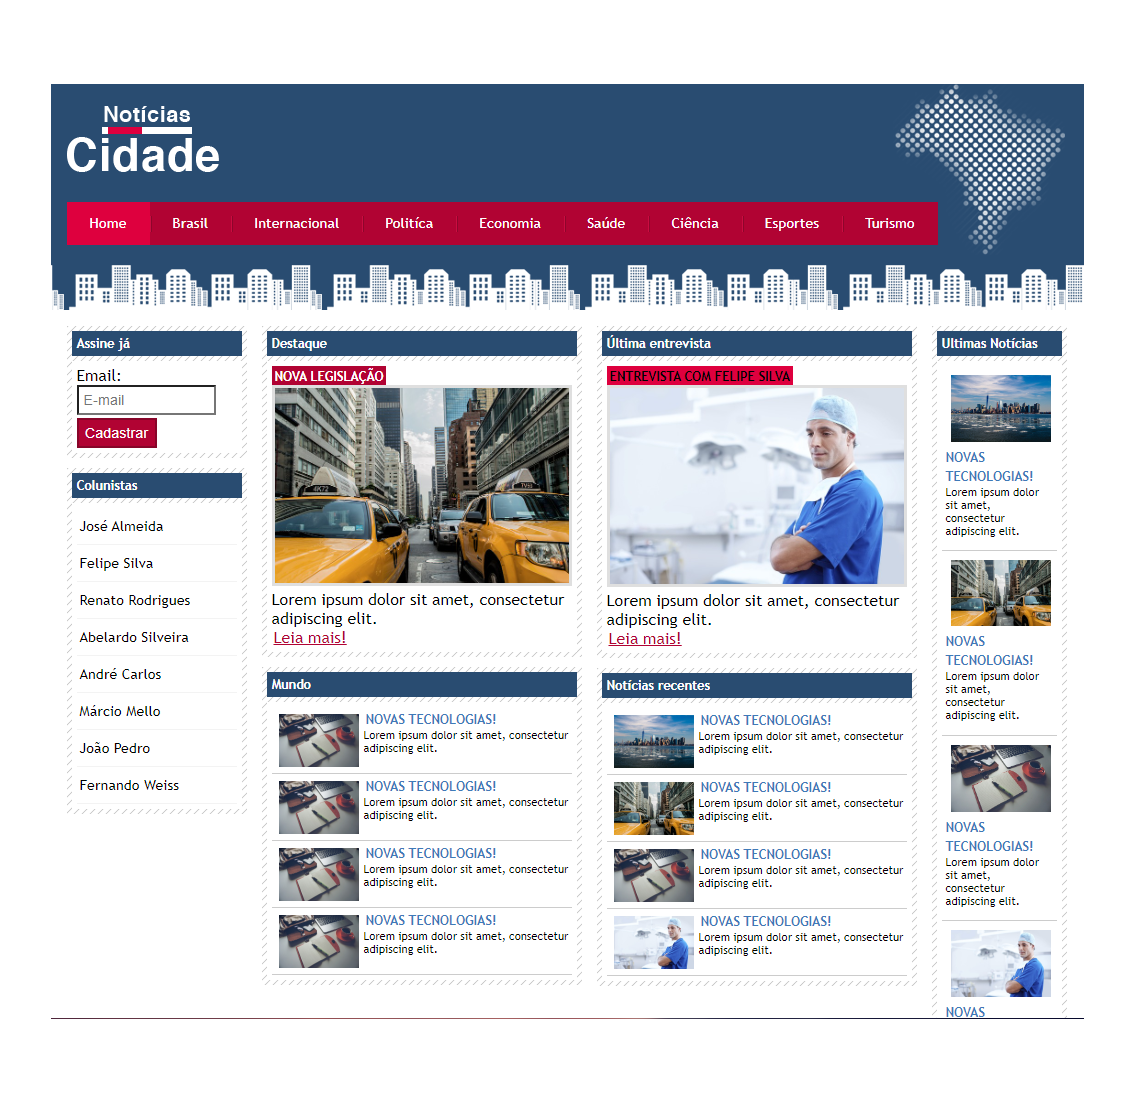 Notícias
Cidade
Home
Brasil
Internacional
Politíca
Economia
Saúde
Ciência
Esportes
Turismo
Assine já
Email:
E-mail
Cadastrar
Colunistas
José Almeida
Felipe Silva
Renato Rodrigues
Abelardo Silveira
André Carlos
Márcio Mello
João Pedro
Fernando Weiss
Destaque
NOVA LEGISLAÇÃO
4K72
7V50
Lorem ipsum dolor sit amet, consectetur
adipiscing elit.
Leia mais!
Mundo
NOVAS TECNOLOGIAS!
Lorem ipsum dolor sit amet, consectetur
adipiscing elit.
NOVAS TECNOLOGIAS!
Lorem ipsum dolor sit amet, consectetur
adipiscing elit.
NOVAS TECNOLOGIAS!
Lorem ipsum dolor sit amet, consectetur
adipiscing elit.
NOVAS TECNOLOGIAS!
Lorem ipsum dolor sit amet, consectetur
adipiscing elit.
Última entrevista
ENTREVISTA COM FELIPE SILVA
Lorem ipsum dolor sit amet, consectetur
adipiscing elit.
Leia mais!
Notícias recentes
NOVAS TECNOLOGIAS!
Lorem ipsum dolor sit amet, consectetur
adipiscing elit.
NOVAS TECNOLOGIAS!
Lorem ipsum dolor sit amet, consectetur
adipiscing elit.
NOVAS TECNOLOGIAS!
Lorem ipsum dolor sit amet, consectetur
adipiscing elit.
NOVAS TECNOLOGIAS!
Lorem ipsum dolor sit amet, consectetur
adipiscing elit.
Ultimas Notícias
NOVAS
TECNOLOGIAS!
Lorem ipsum dolor
sit amet,
consectetur
adipiscing elit.
NOVAS
TECNOLOGIAS!
Lorem ipsum dolor
sit amet,
consectetur
adipiscing elit.
NOVAS
TECNOLOGIAS!
Lorem ipsum dolor
sit amet,
consectetur
adipiscing elit.
NOVAS